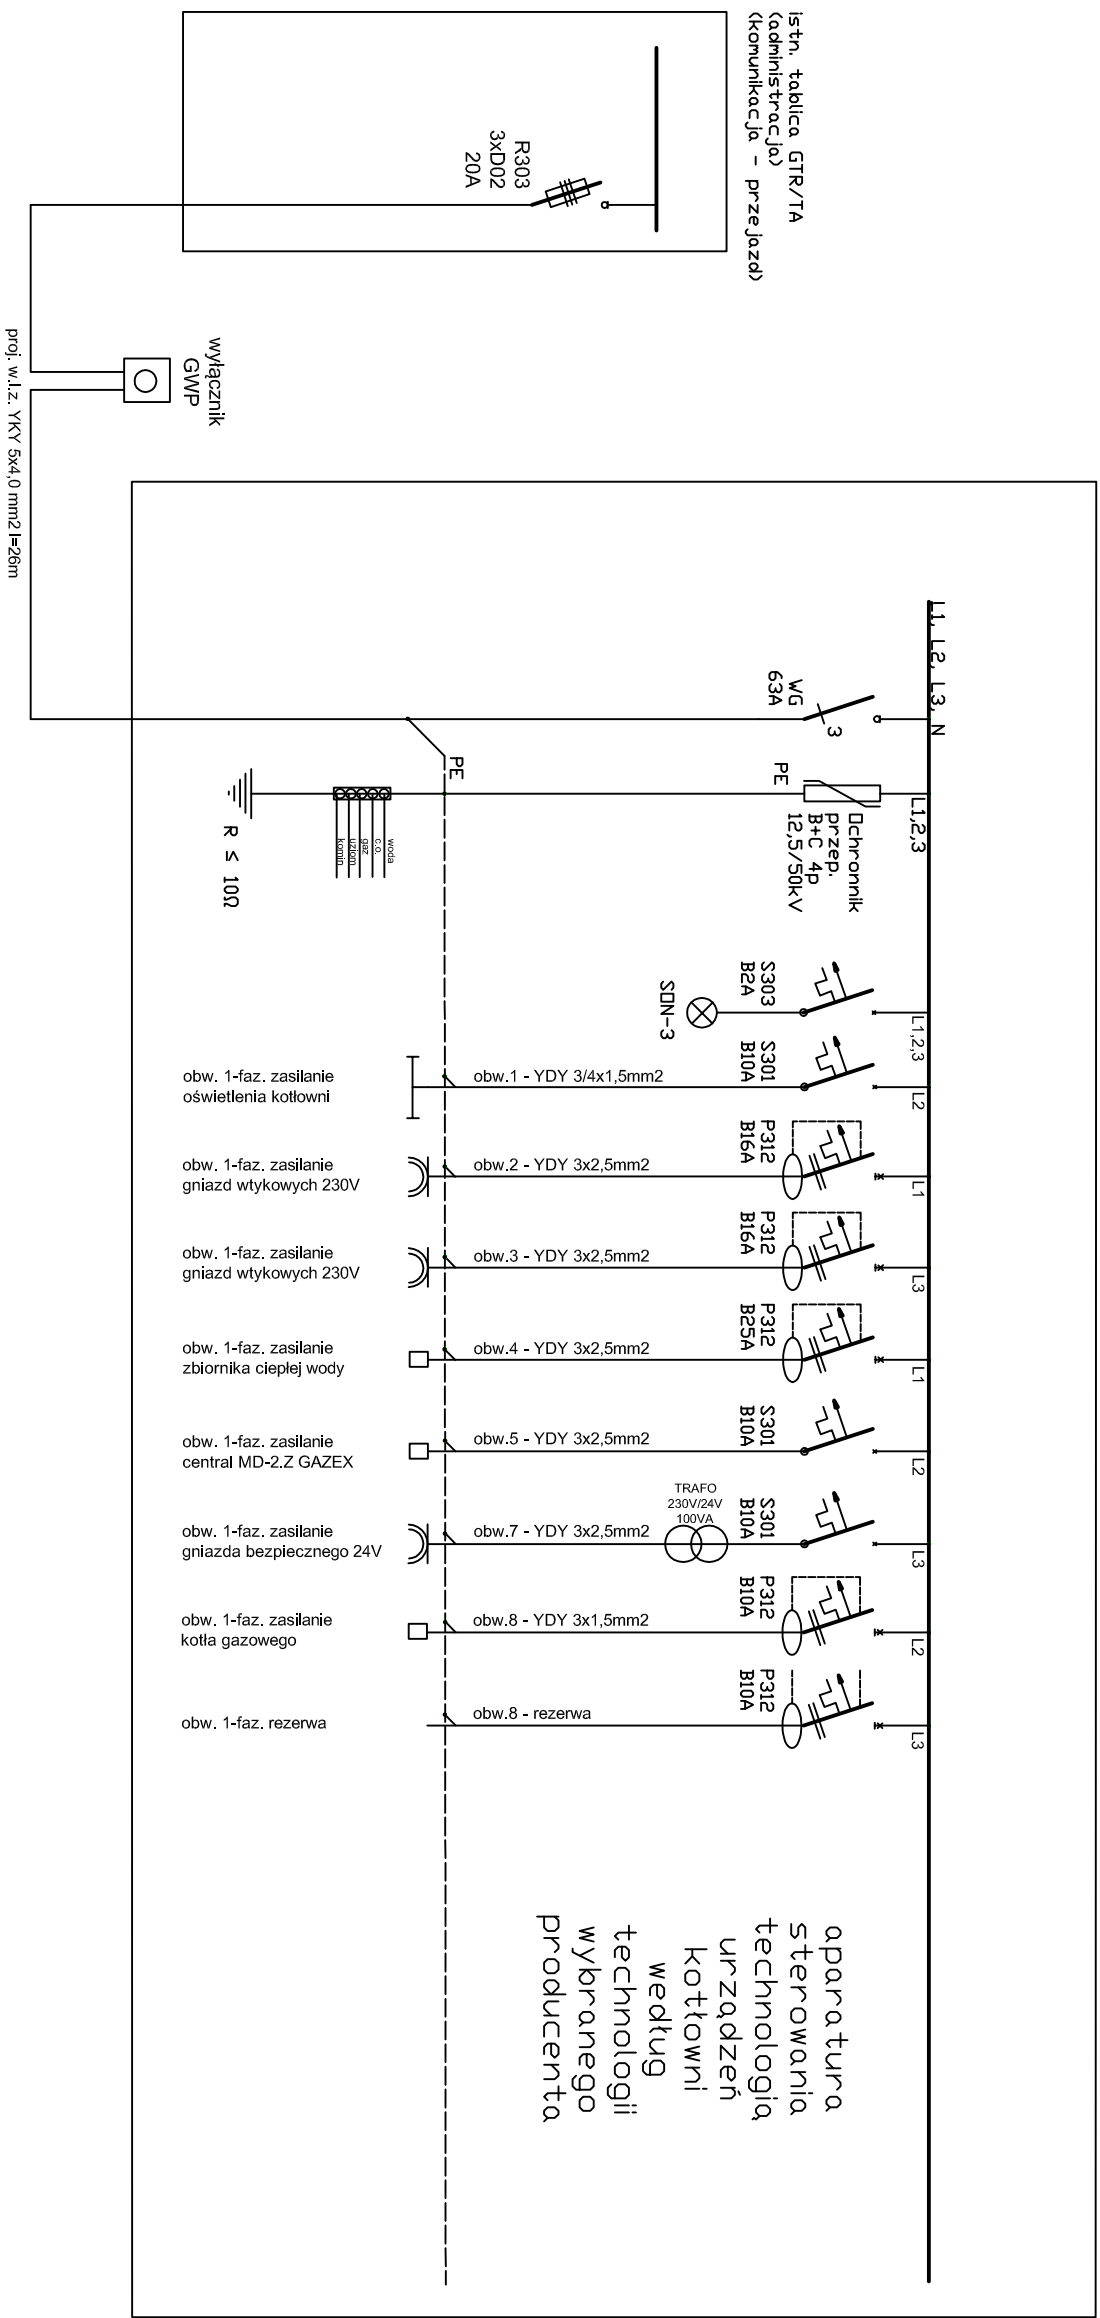 istn. tablica GTR/TA
(administracja)
(komunikacja - przejazd)
R303
3xD02
20A
wyłącznik
GWP
proj. w.l.z. YKY 5x4,0 mm2 l=26m
L1, L2, L3, N
WG
63A
3
PE
PE
L1,2,3
Ochronnik
przep.
B+C 4p
12,5/50kV
woda
c.o.
gaz
uziom
komin
R ≤ 10Ω
L1,2,3
S303
B2A
SON-3
L2
S301
B10A
obw.1 - YDY 3/4x1,5mm2
obw. 1-faz. zasilanie
oświetlenia kotłowni
L1
P312
B16A
obw.2 - YDY 3x2,5mm2
obw. 1-faz. zasilanie
gniazd wtykowych 230V
L3
P312
B16A
obw.3 - YDY 3x2,5mm2
obw. 1-faz. zasilanie
gniazd wtykowych 230V
L1
P312
B25A
obw.4 - YDY 3x2,5mm2
obw. 1-faz. zasilanie
zbiornika ciepłej wody
L2
S301
B10A
obw.5 - YDY 3x2,5mm2
obw. 1-faz. zasilanie
central MD-2.Z GAZEX
L3
S301
B10A
TRAFO
230V/24V
100VA
obw.7 - YDY 3x2,5mm2
obw. 1-faz. zasilanie
gniazda bezpiecznego 24V
L2
P312
B10A
obw.8 - YDY 3x1,5mm2
obw. 1-faz. zasilanie
kotła gazowego
L3
P312
B10A
obw.8 - rezerwa
obw. 1-faz. rezerwa
aparatura
sterowania
technologią
urządzeń
kotłowni
według
technologii
wybranego
producenta